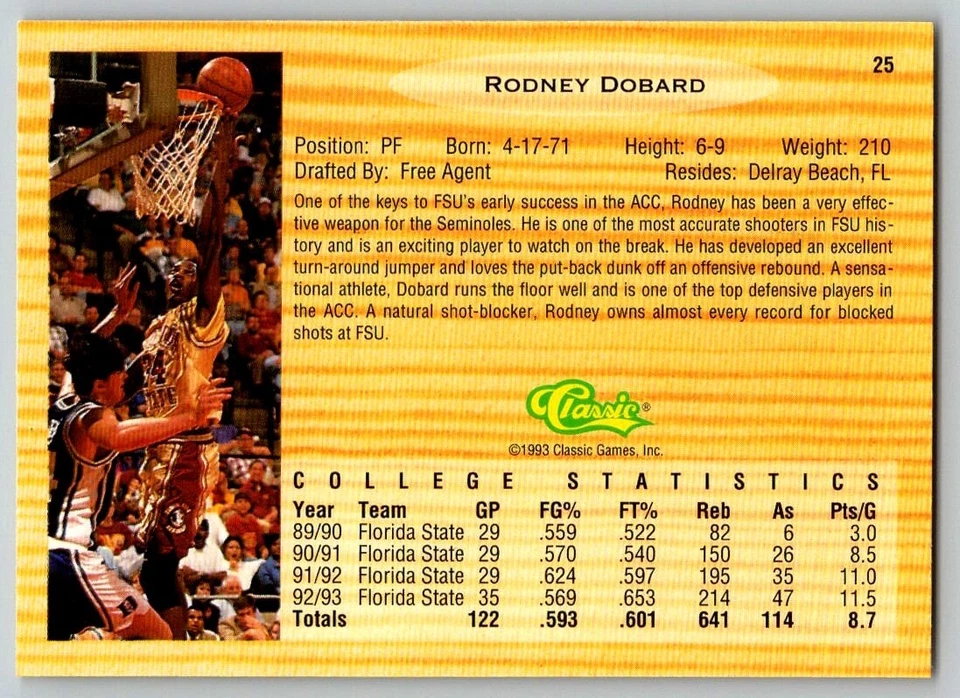 25
RODNEY DOBARD
Position: PF Born: 4-17-71 Height: 6-9 Weight: 210
Drafted By: Free Agent Resides: Delray Beach, FL
One of the keys to FSU's early success in the ACC, Rodney has been a very effec-
tive weapon for the Seminoles. He is one of the most accurate shooters in FSU his-
tory and is an exciting player to watch on the break. He has developed an excellent
turn-around jumper and loves the put-back dunk off an offensive rebound. A sensa-
tional athlete, Dobard runs the floor well and is one of the top defensive players in
the ACC. A natural shot-blocker, Rodney owns almost every record for blocked
shots at FSU.
Classic®
©1993 Classic Games, Inc.
COLLEGE STATISTICS
Year Team GP FG% FT% Reb As Pts/G
89/90 Florida State 29 .559 .522 82 6 3.0
90/91 Florida State 29 .570 .540 150 26 8.5
91/92 Florida State 29 .624 .597 195 35 11.0
92/93 Florida State 35 .569 .653 214 47 11.5
Totals 122 .593 .601 641 114 8.7